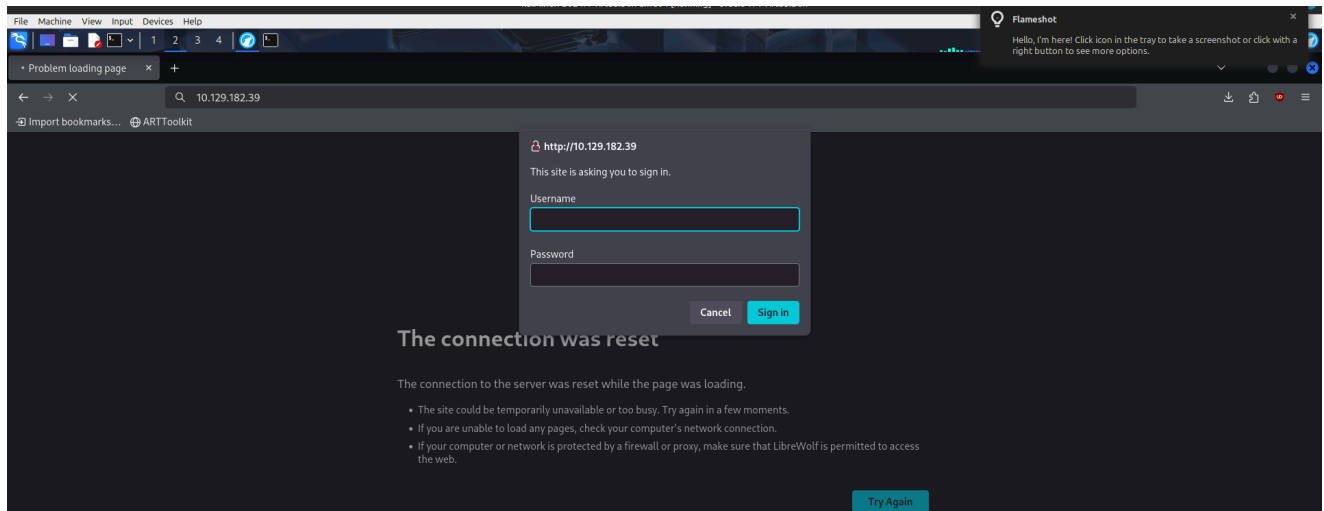 File Machine View Input Devices Help
1 2 3 4
Flameshot
Hello, I'm here! Click icon in the tray to take a screenshot or click with a
right button to see more options.
• Problem loading page
10.129.182.39
Import bookmarks... ARTToolkit
http://10.129.182.39
This site is asking you to sign in.
Username
Password
Cancel Sign in
The connection was reset
The connection to the server was reset while the page was loading.
• The site could be temporarily unavailable or too busy. Try again in a few moments.
• If you are unable to load any pages, check your computer's network connection.
• If your computer or network is protected by a firewall or proxy, make sure that LibreWolf is permitted to access
the web.
Try Again